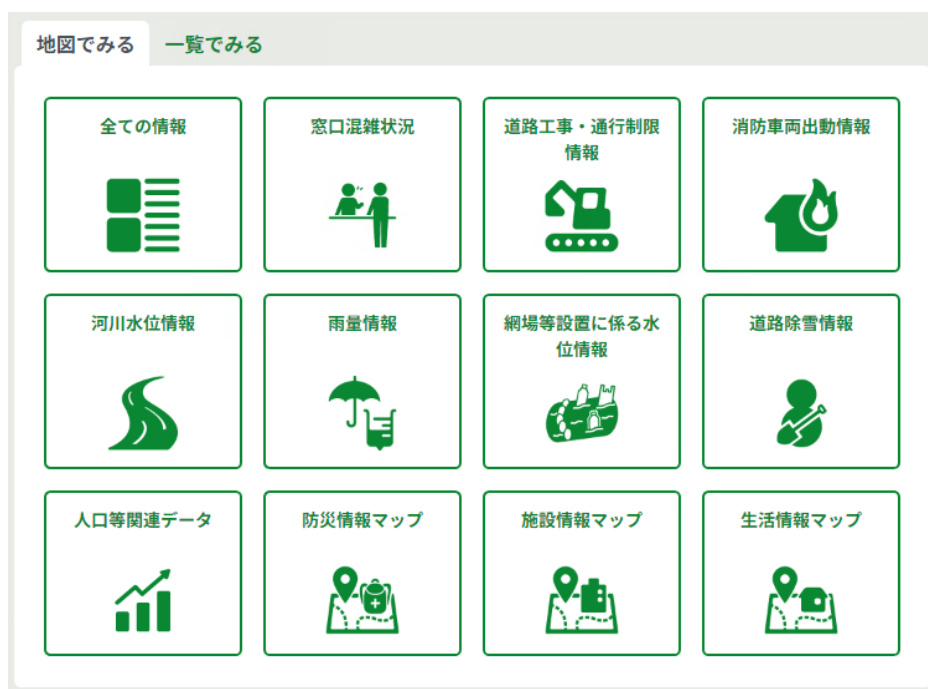 地図でみる 一覧でみる
全ての情報
窓口混雑状況
道路工事・通行制限
情報
消防車両出動情報
河川水位情報
雨量情報
網場等設置に係る水
位情報
道路除雪情報
人口等関連データ
防災情報マップ
施設情報マップ
生活情報マップ